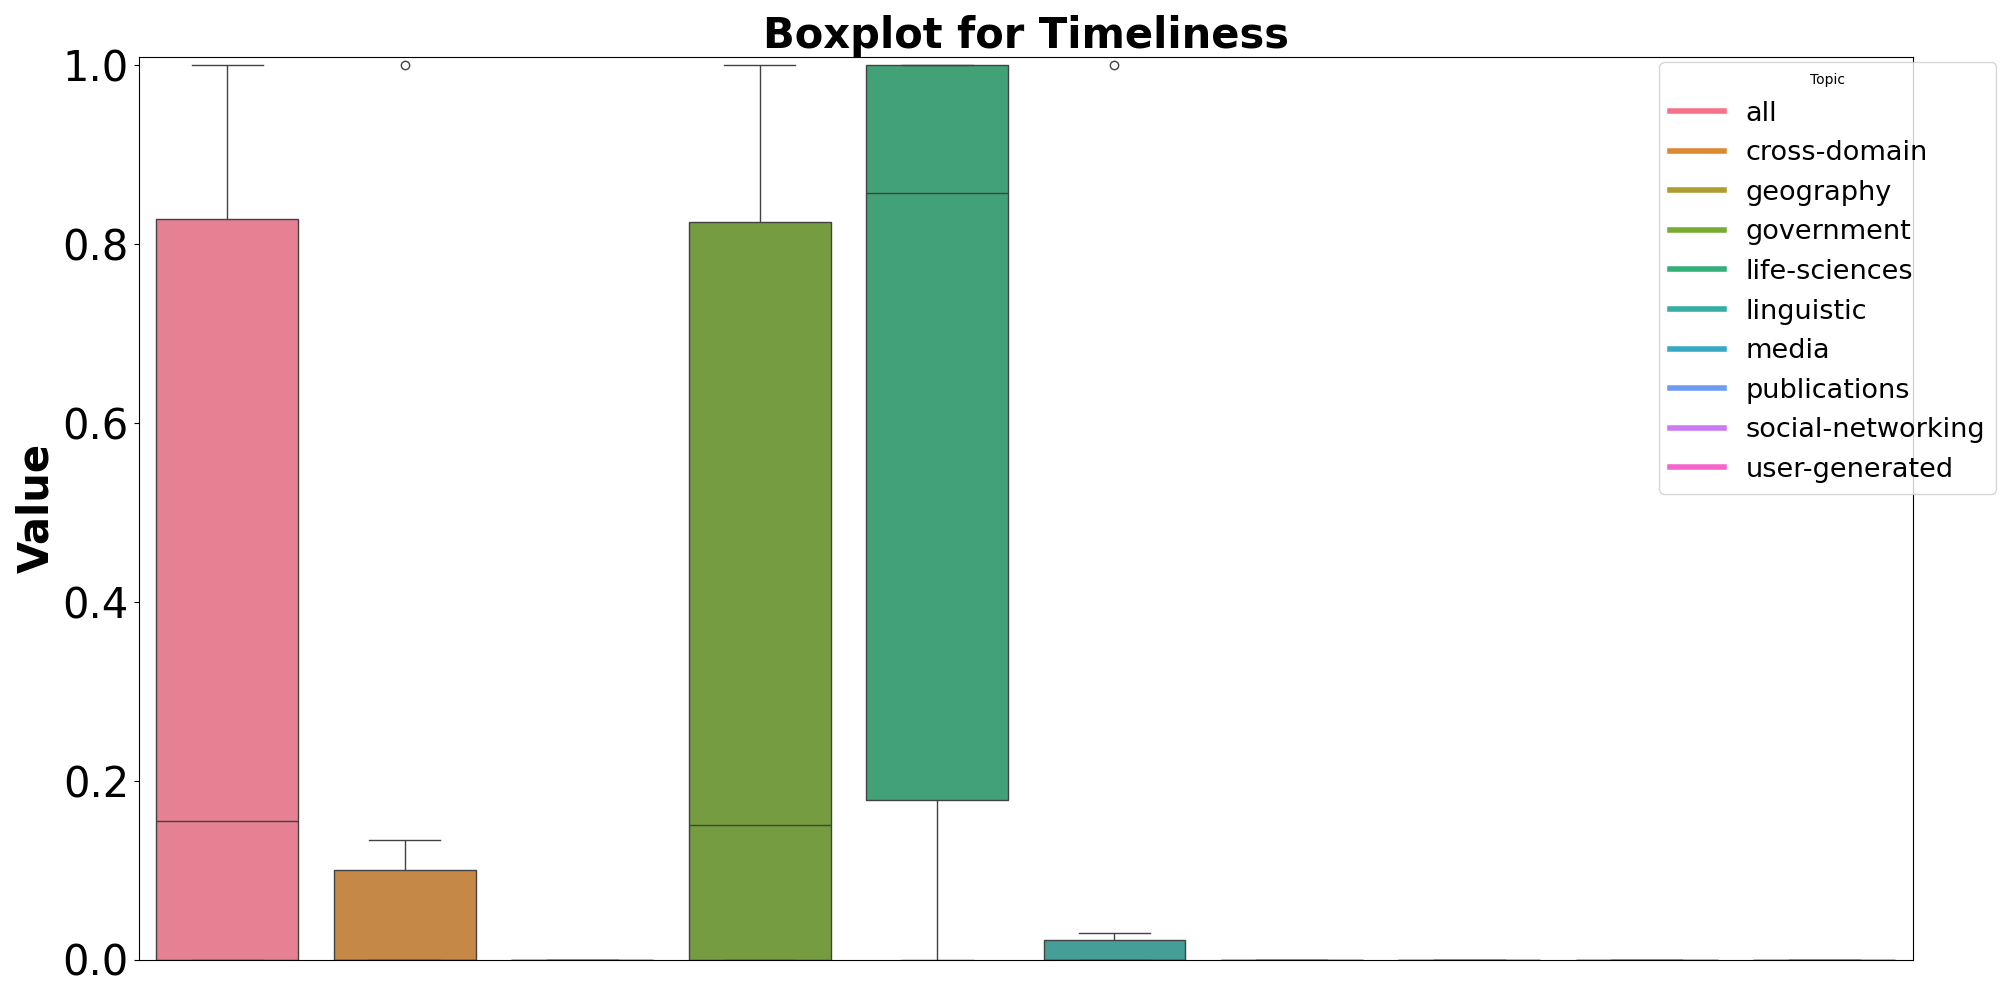 Boxplot for Timeliness
Value
1.0
0.8
0.6
0.4
0.2
0.0
Topic
all
cross-domain
geography
government
life-sciences
linguistic
media
publications
social-networking
user-generated